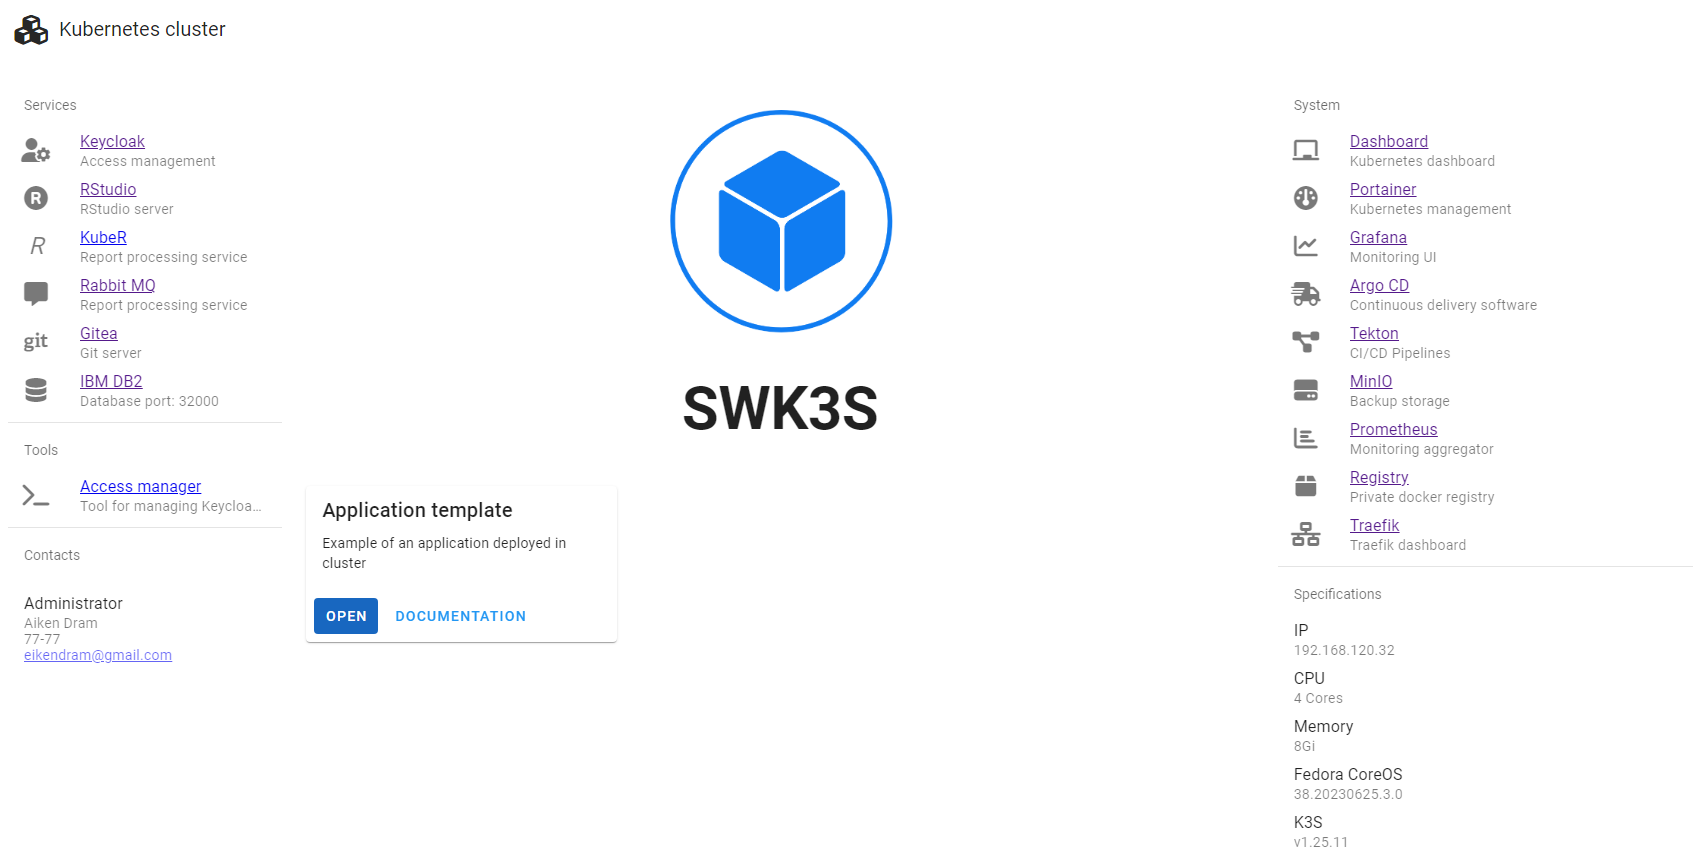 Kubernetes cluster
Services
Keycloak
Access management
R
RStudio
RStudio server
R
KubeR
Report processing service
Rabbit MQ
Report processing service
git
Gitea
Git server
IBM DB2
Database port: 32000
Tools
Access manager
Tool for managing Keycloa...
Contacts
Administrator
Aiken Dram
77-77
eikendram@gmail.com
SWK3S
Application template
Example of an application deployed in
cluster
OPEN
DOCUMENTATION
System
Dashboard
Kubernetes dashboard
Portainer
Kubernetes management
Grafana
Monitoring UI
Argo CD
Continuous delivery software
Tekton
CI/CD Pipelines
MinIO
Backup storage
Prometheus
Monitoring aggregator
Registry
Private docker registry
Traefik
Traefik dashboard
Specifications
IP
192.168.120.32
CPU
4 Cores
Memory
8Gi
Fedora CoreOS
38.20230625.3.0
K3S
v1.25.11